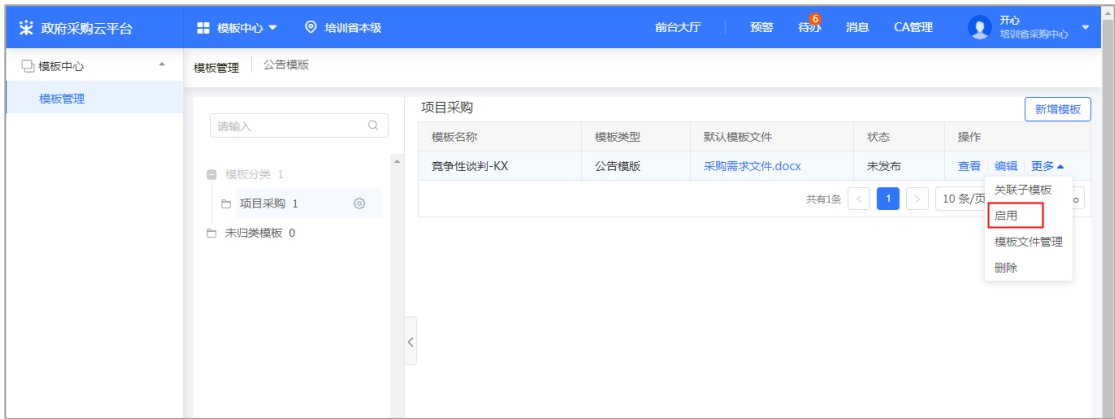 政府采购云平台 模板中心 培训省本级 前台大厅 预警 待办 6 消息 CA管理 开心
培训省采购中心
模板中心 模板管理 公告模版
模板管理
项目采购 新增模板
请输入
模板名称 模板类型 默认模板文件 状态 操作
竞争性谈判-KX 公告模版 采购需求文件.docx 未发布 查看 编辑 更多
模板分类 1
项目采购 1
未归类模板 0
共有1条 < 1 > 10 条/页
关联子模板
启用
模板文件管理
删除